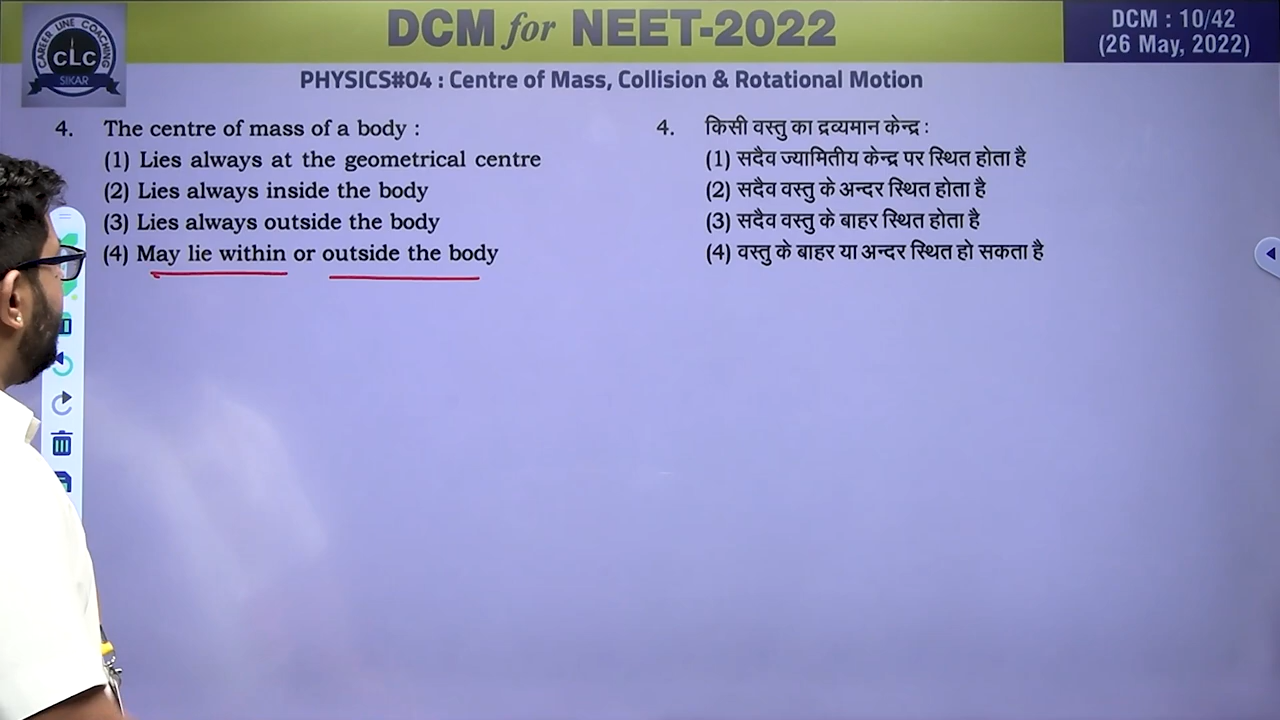 DCM for NEET-2022
DCM : 10/42
(26 May, 2022)
CAREER LINE COACHING
CLC
SIKAR
PHYSICS#04 : Centre of Mass, Collision & Rotational Motion
4. The centre of mass of a body :
(1) Lies always at the geometrical centre
(2) Lies always inside the body
(3) Lies always outside the body
(4) May lie within or outside the body
4. किसी वस्तु का द्रव्यमान केन्द्र :
(1) सदैव ज्यामितीय केन्द्र पर स्थित होता है
(2) सदैव वस्तु के अन्दर स्थित होता है
(3) सदैव वस्तु के बाहर स्थित होता है
(4) वस्तु के बाहर या अन्दर स्थित हो सकता है